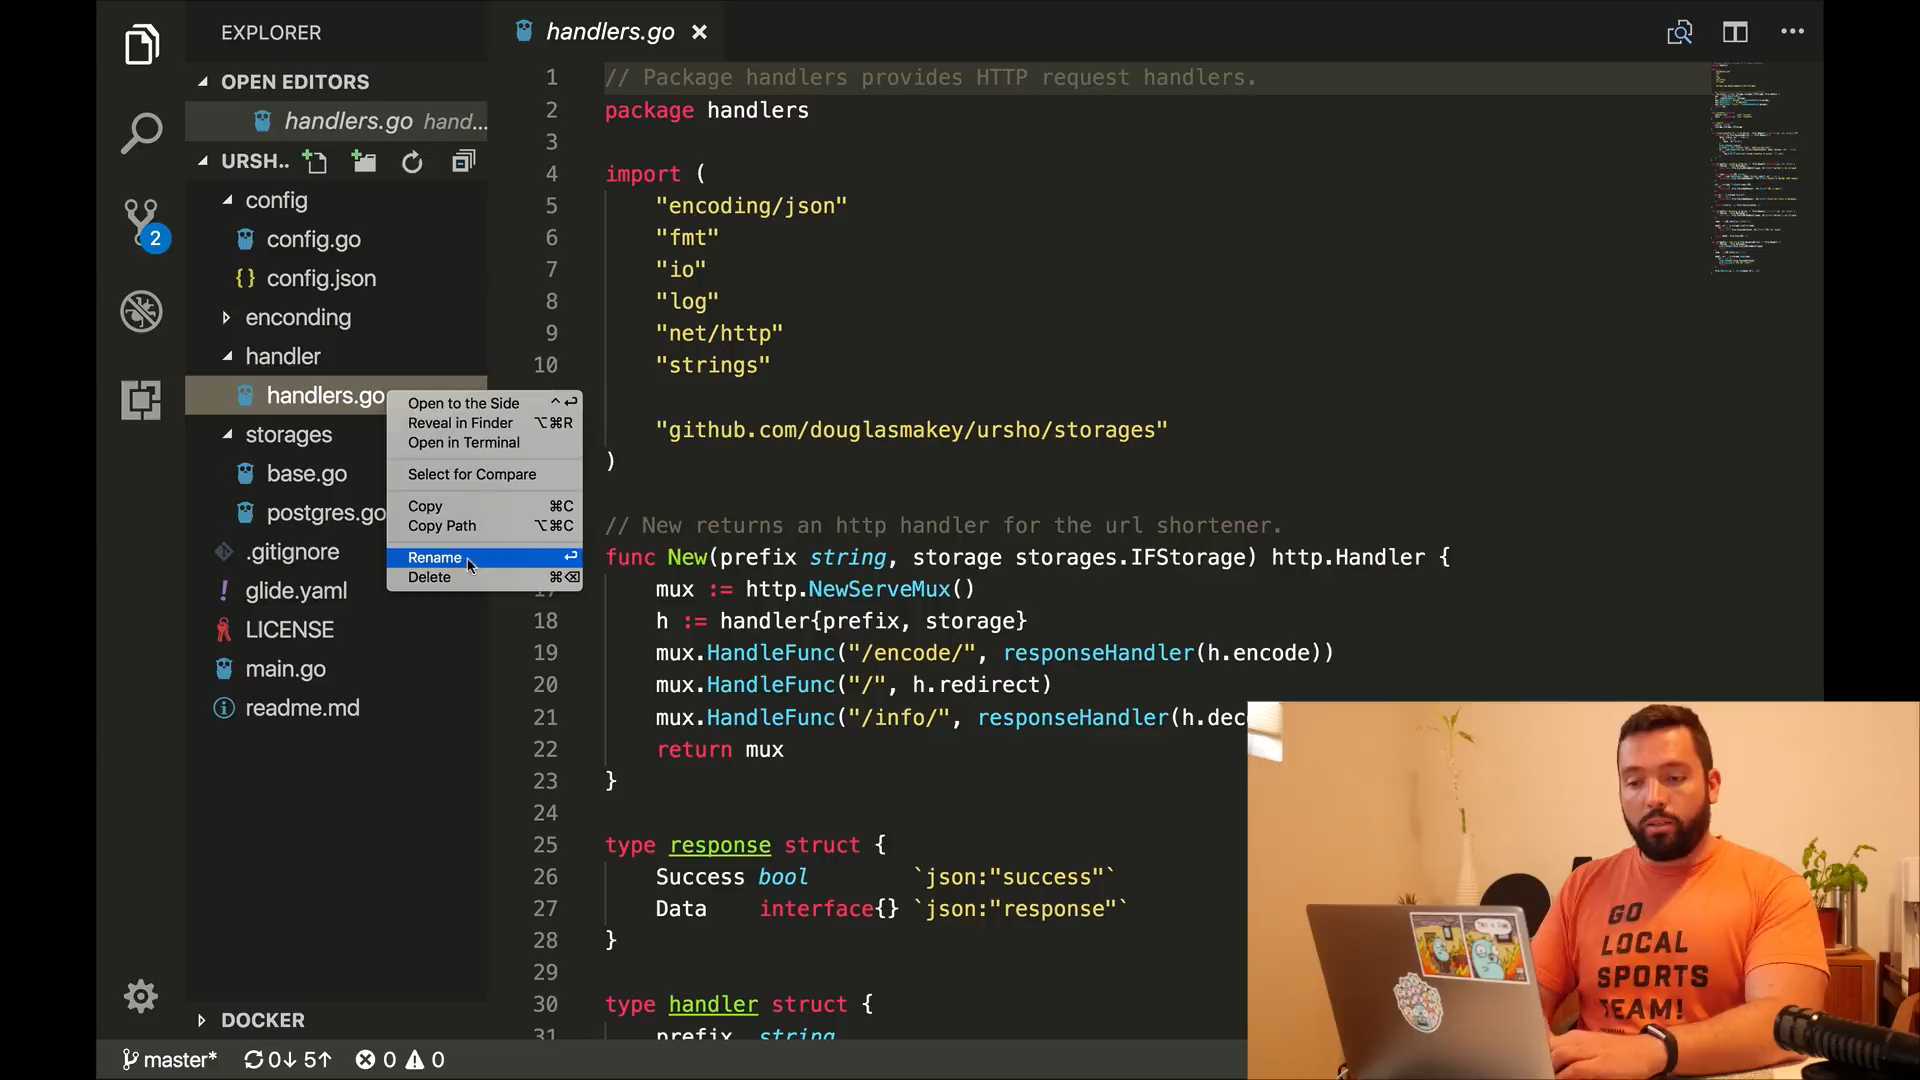 EXPLORER
OPEN EDITORS
handlers.go hand...
URSH..
config
config.go
{} config.json
enconding
handler
handlers.go
storages
base.go
postgres.go
.gitignore
! glide.yaml
LICENSE
main.go
readme.md
DOCKER
2
Open to the Side ^⏎
Reveal in Finder ⌥⌘R
Open in Terminal
Select for Compare
Copy ⌘C
Copy Path ⌥⌘C
Rename ⏎
Delete ⌘⌫
handlers.go
1 // Package handlers provides HTTP request handlers.
2 package handlers
3
4 import (
5 "encoding/json"
6 "fmt"
7 "io"
8 "log"
9 "net/http"
10 "strings"
"github.com/douglasmakey/ursho/storages"
)
// New returns an http handler for the url shortener.
func New(prefix string, storage storages.IFStorage) http.Handler {
mux := http.NewServeMux()
18 h := handler{prefix, storage}
19 mux.HandleFunc("/encode/", responseHandler(h.encode))
20 mux.HandleFunc("/", h.redirect)
21 mux.HandleFunc("/info/", responseHandler(h.dec
22 return mux
23 }
24
25 type response struct {
26 Success bool `json:"success"`
27 Data interface{} `json:"response"`
28 }
29
30 type handler struct {
31 prefix string
master* 0↓ 5↑ 0 0
GO
LOCAL
SPORTS
TEAM!